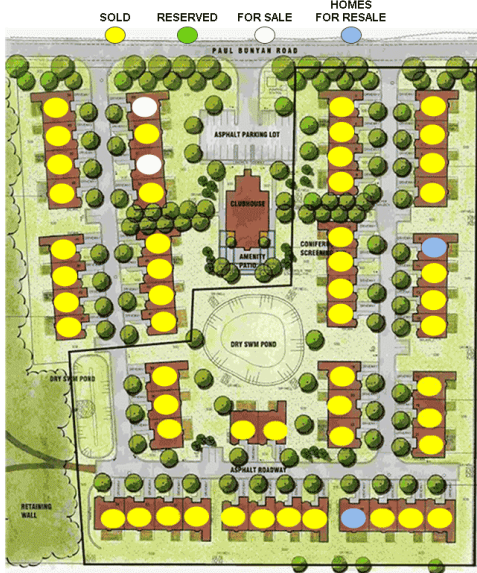 SOLD
RESERVED
FOR SALE
HOMES
FOR RESALE
PAUL BUNYAN ROAD
ASPHALT PARKING LOT
CLUBHOUSE
CONIFER
SCREENING
AMENITY
PATIO
DRY SWM POND
DRY SWM POND
ASPHALT ROADWAY
RETAINING
WALL